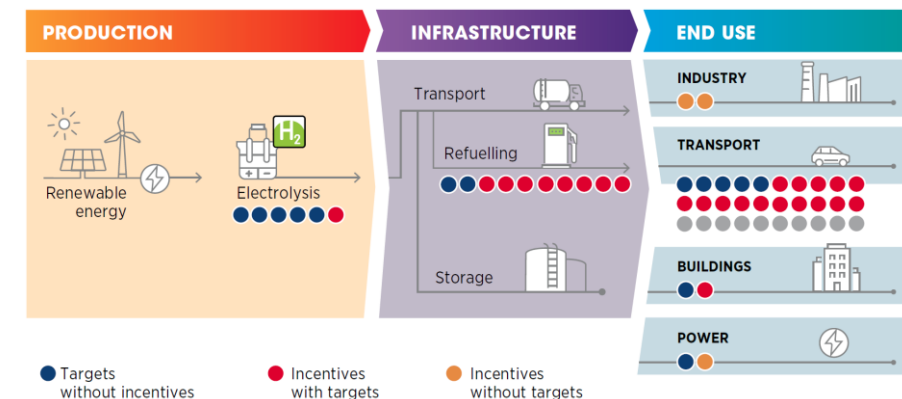 PRODUCTION
INFRASTRUCTURE
END USE
Renewable
energy
H2
Electrolysis
Transport
Refuelling
Storage
INDUSTRY
TRANSPORT
BUILDINGS
POWER
Targets
without incentives
Incentives
with targets
Incentives
without targets